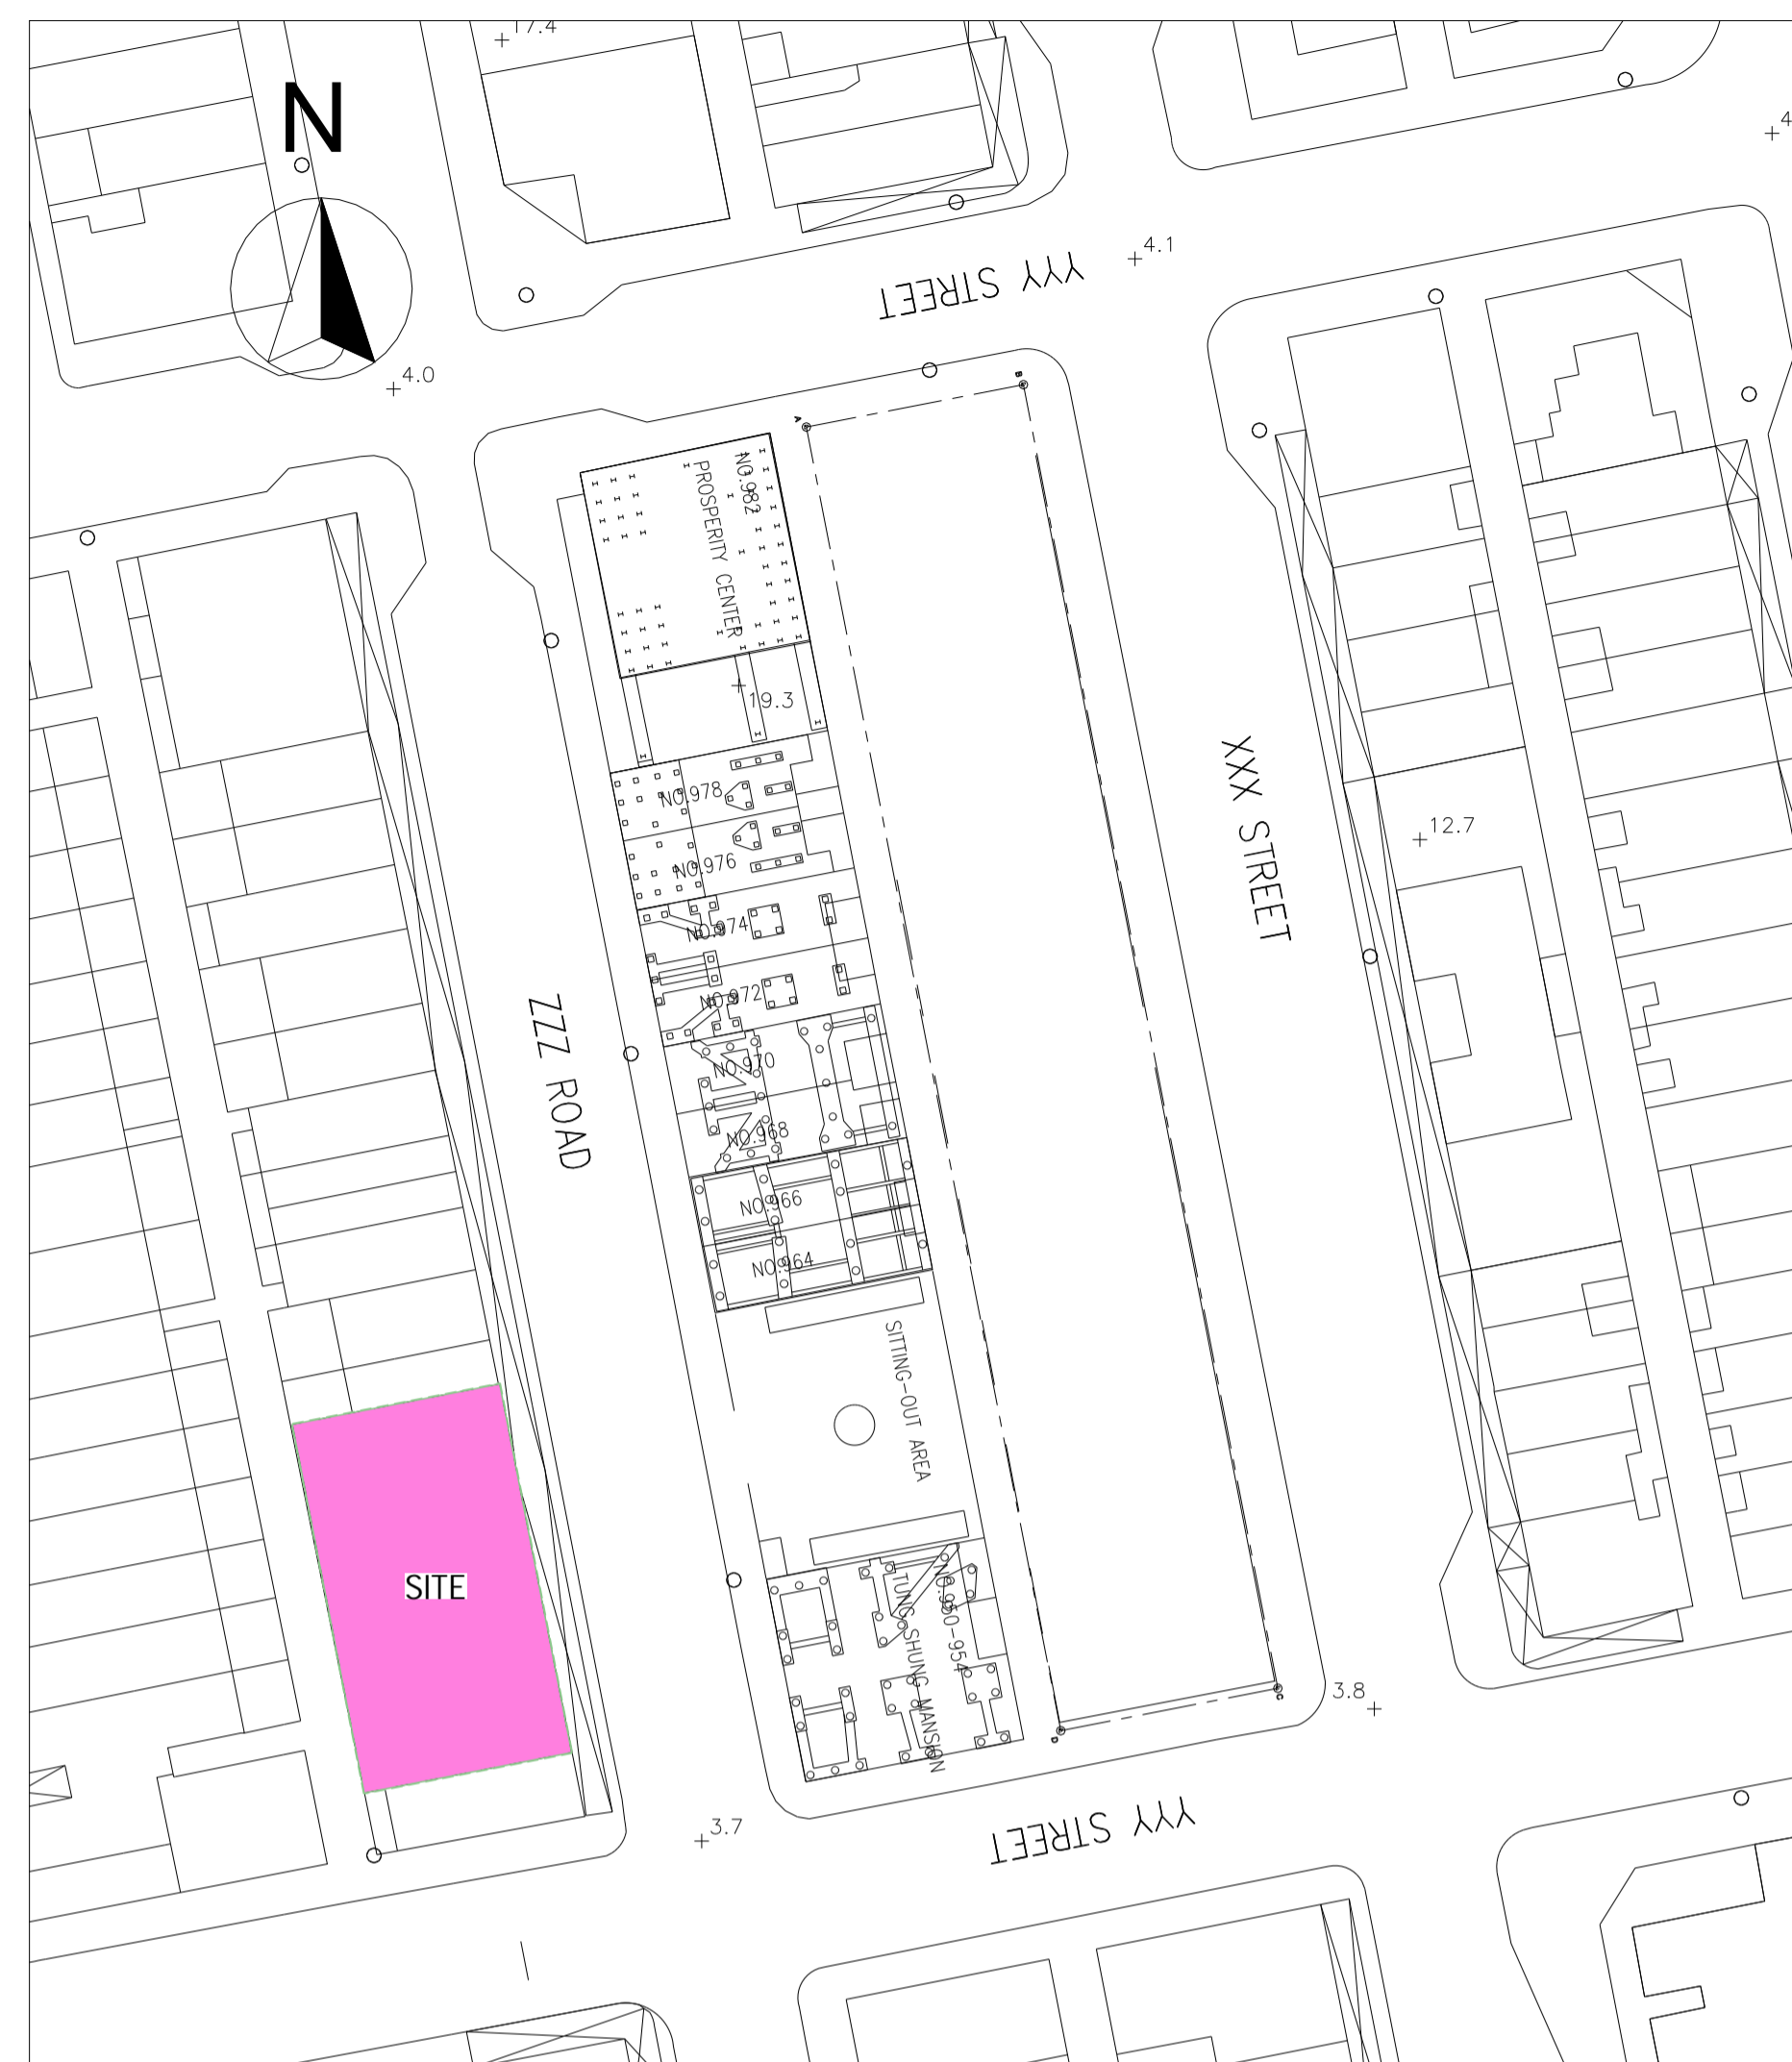 17.4
N
4
4.1
YYY STREET
4.0
B
A
NO.982
PROSPERITY CENTER
19.3
XXX STREET
NO.978
12.7
NO.976
NO.974
NO.972
ZZZ ROAD
NO.970
NO.968
NO.966
NO.964
SITTING-OUT AREA
SITE
NO.950-954
TUNG SHUNG MANSION
C
3.8
D
3.7
YYY STREET